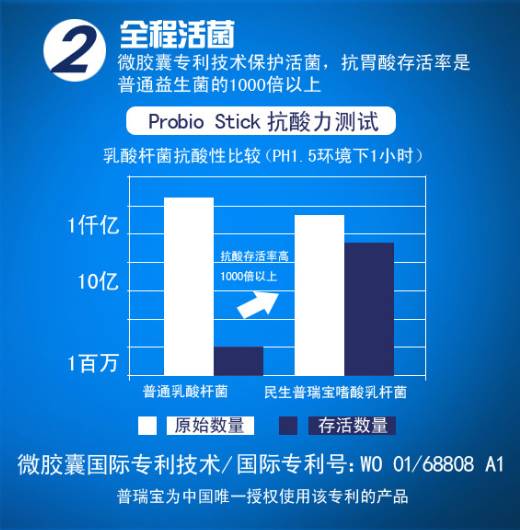 2
全程活菌
微胶囊专利技术保护活菌，抗胃酸存活率是
普通益生菌的1000倍以上
Probio Stick 抗酸力测试
乳酸杆菌抗酸性比较（PH1.5环境下1小时）
1仟亿
10亿
1百万
抗酸存活率高
1000倍以上
普通乳酸杆菌
民生普瑞宝嗜酸乳杆菌
原始数量
存活数量
微胶囊国际专利技术/国际专利号：WO 01/68808 A1
普瑞宝为中国唯一授权使用该专利的产品